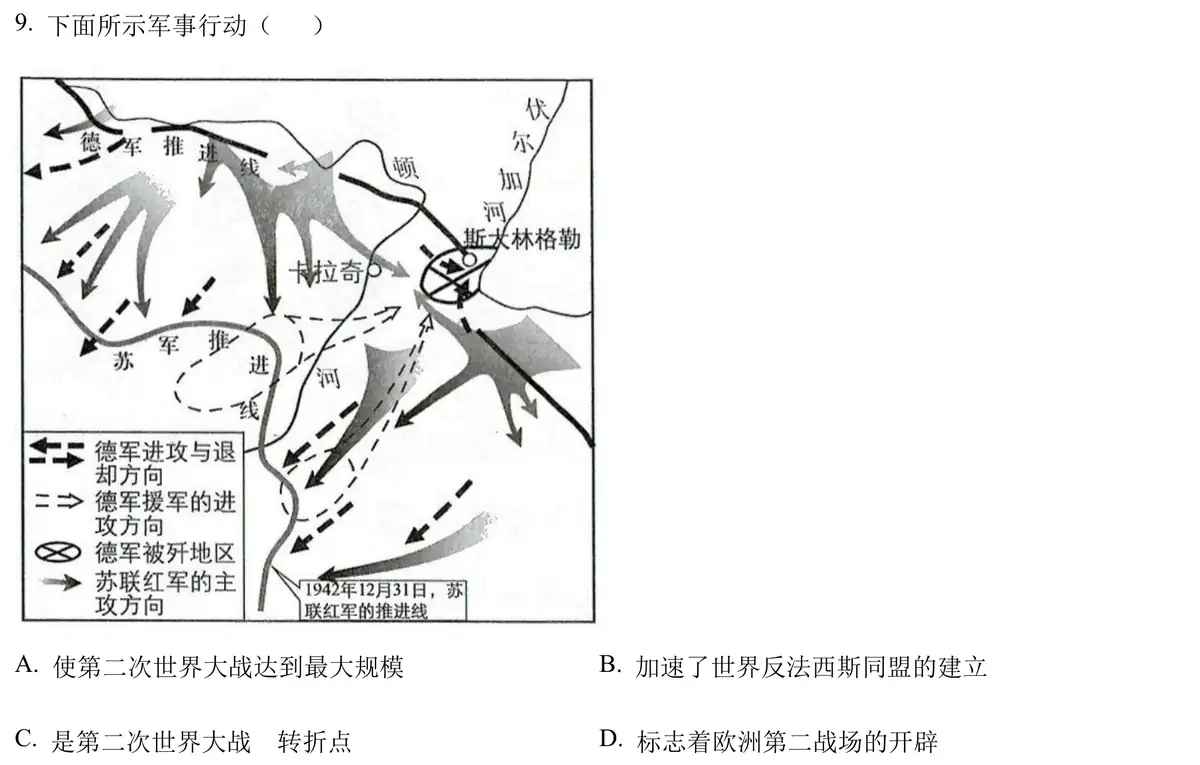 9. 下面所示军事行动（ ）
伏尔加河
德军推进线
顿
斯大林格勒
卡拉奇
苏军推进线
河
德军进攻与退
却方向
德军援军的进
攻方向
德军被歼地区
苏联红军的主
攻方向
1942年12月31日，苏
联红军的推进线
A. 使第二次世界大战达到最大规模
B. 加速了世界反法西斯同盟的建立
C. 是第二次世界大战 转折点
D. 标志着欧洲第二战场的开辟